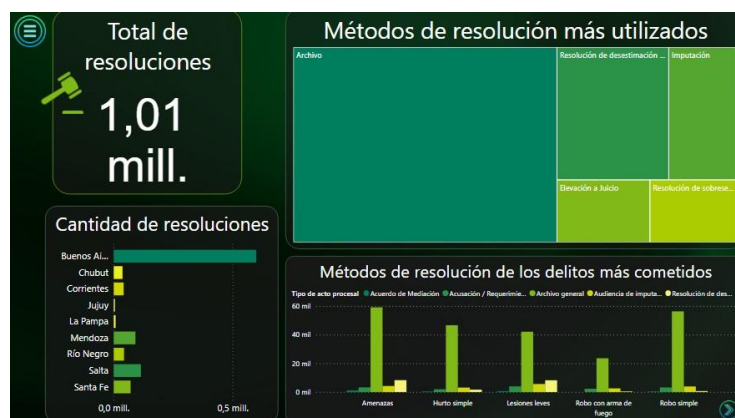 Total de
resoluciones
1,01
mill.
Métodos de resolución más utilizados
Archivo
Resolución de desestimación ...
Imputación
Elevación a Juicio
Resolución de sobrese...
Cantidad de resoluciones
Buenos Ai...
Chubut
Corrientes
Jujuy
La Pampa
Mendoza
Río Negro
Salta
Santa Fe
0,0 mill. 0,5 mill.
Métodos de resolución de los delitos más cometidos
Tipo de acto procesal Acuerdo de Mediación Acusación / Requerimie... Archivo general Audiencia de imputa... Resolución de des...
60 mil
40 mil
20 mil
0 mil
Amenazas Hurto simple Lesiones leves Robo con arma de Robo simple
fuego